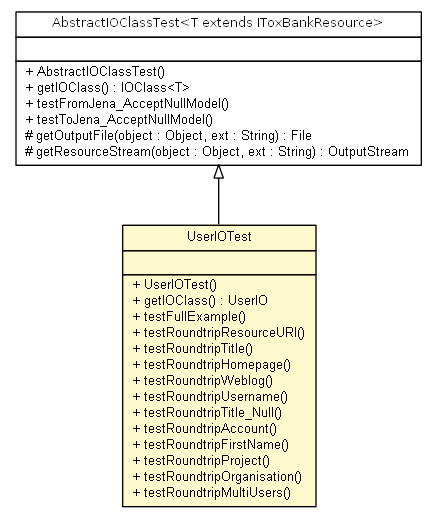 AbstractIOClassTest<T extends IToxBankResource>
+ AbstractIOClassTest()
+ getIOClass() : IOClass<T>
+ testFromJena_AcceptNullModel()
+ testToJena_AcceptNullModel()
# getOutputFile(object : Object, ext : String) : File
# getResourceStream(object : Object, ext : String) : OutputStream
UserIOTest
+ UserIOTest()
+ getIOClass() : UserIO
+ testFullExample()
+ testRoundtripResourceURI()
+ testRoundtripTitle()
+ testRoundtripHomepage()
+ testRoundtripWeblog()
+ testRoundtripUsername()
+ testRoundtripTitle_Null()
+ testRoundtripAccount()
+ testRoundtripFirstName()
+ testRoundtripProject()
+ testRoundtripOrganisation()
+ testRoundtripMultiUsers()